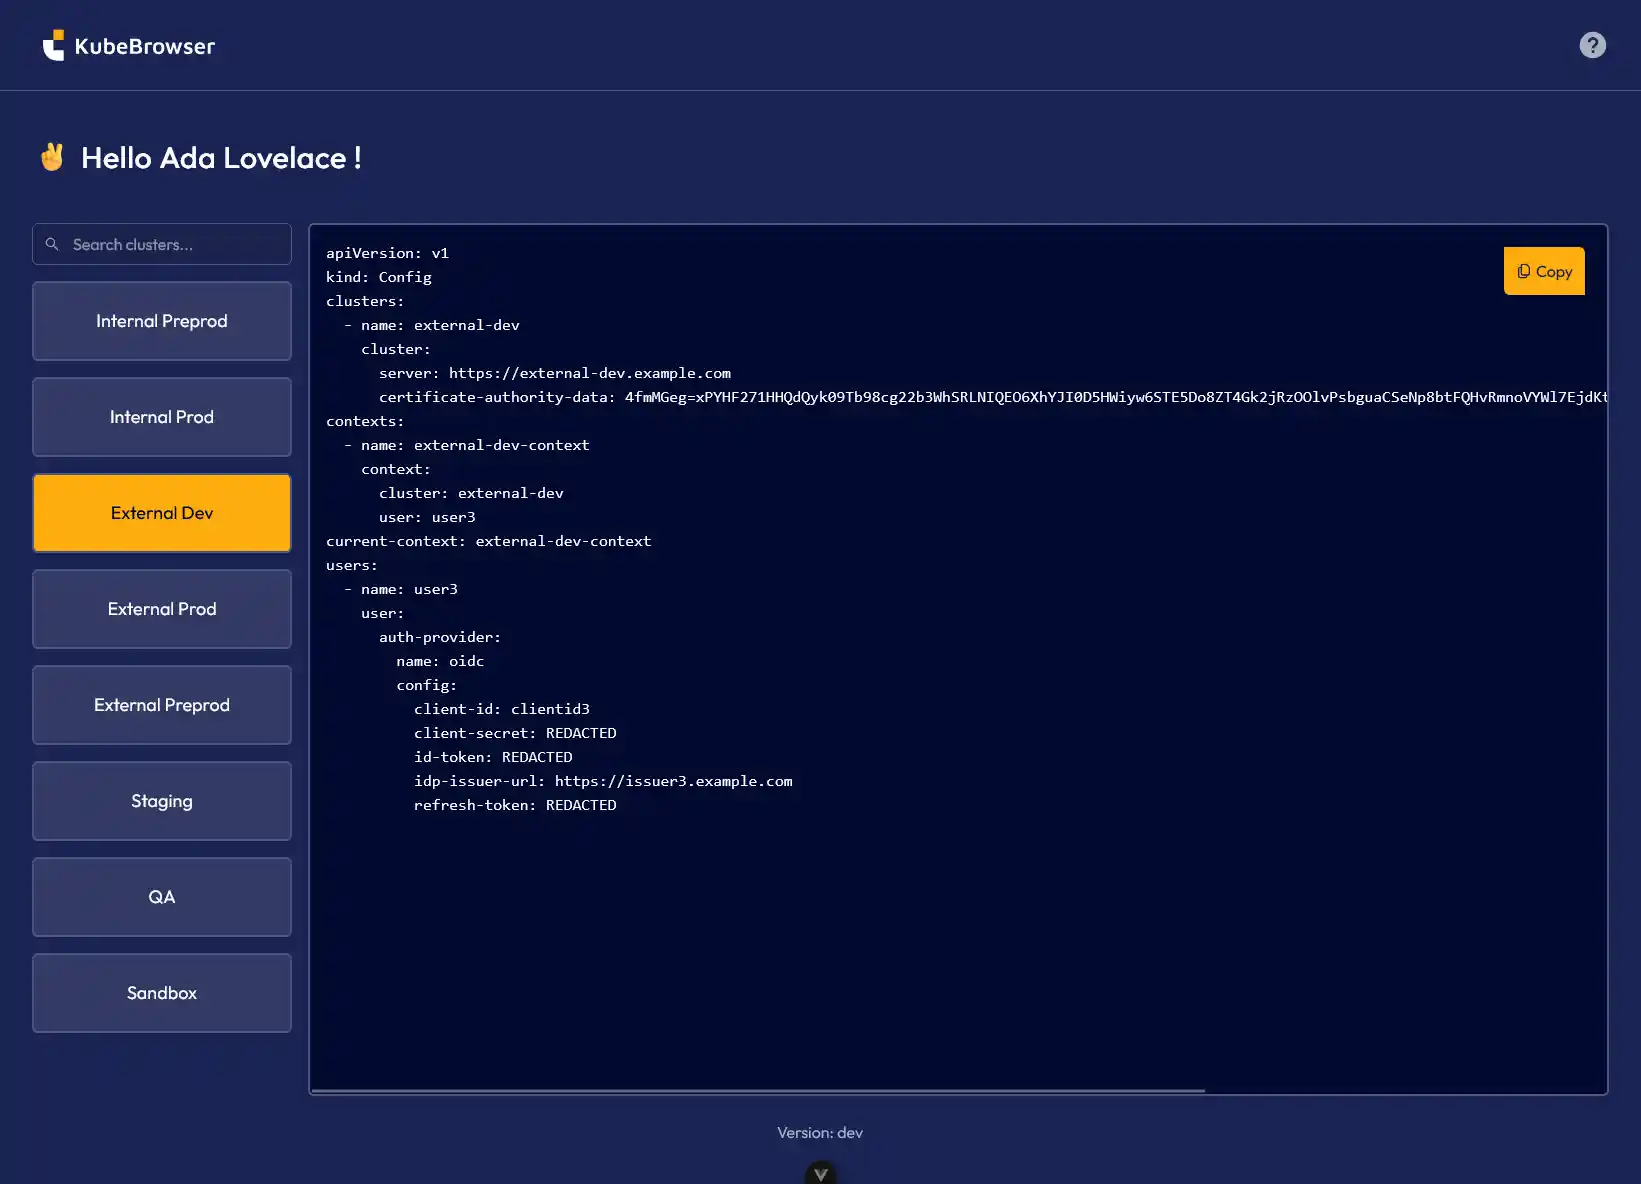 KubeBrowser
?
✌️ Hello Ada Lovelace !
Search clusters...
Internal Preprod
Internal Prod
External Dev
External Prod
External Preprod
Staging
QA
Sandbox
Copy
apiVersion: v1
kind: Config
clusters:
  - name: external-dev
    cluster:
      server: https://external-dev.example.com
      certificate-authority-data: 4fmMGeg=xPYHF271HHQdQyk09Tb98cg22b3WhSRLNIQEO6XhYJI0D5HWiyw6STE5Do8ZT4Gk2jRzOOlvPsbguaCSeNp8btFQHvRmnoVYWl7EjdKt
contexts:
  - name: external-dev-context
    context:
      cluster: external-dev
      user: user3
current-context: external-dev-context
users:
  - name: user3
    user:
      auth-provider:
        name: oidc
        config:
          client-id: clientid3
          client-secret: REDACTED
          id-token: REDACTED
          idp-issuer-url: https://issuer3.example.com
          refresh-token: REDACTED
Version: dev